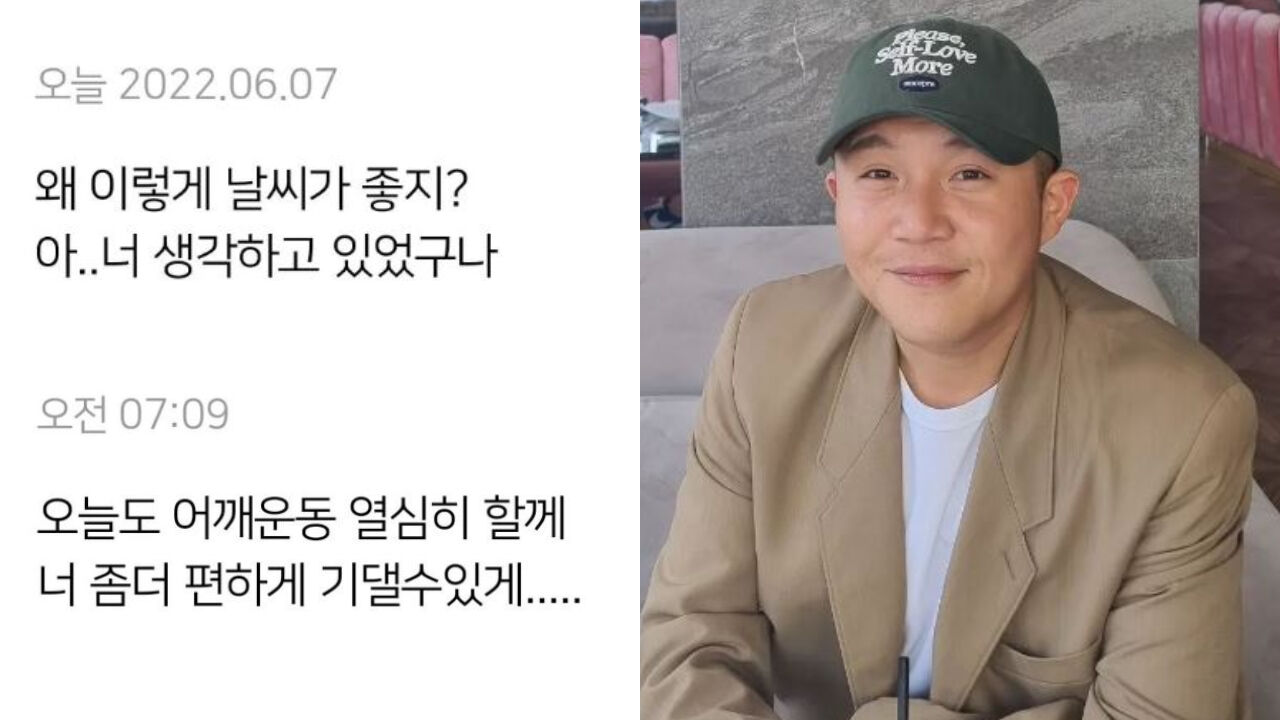 오늘 2022.06.07
왜 이렇게 날씨가 좋지?
아..너 생각하고 있었구나
오전 07:09
오늘도 어깨운동 열심히 할께
너 좀더 편하게 기댈수있게.....
Please,
Self-Love
More